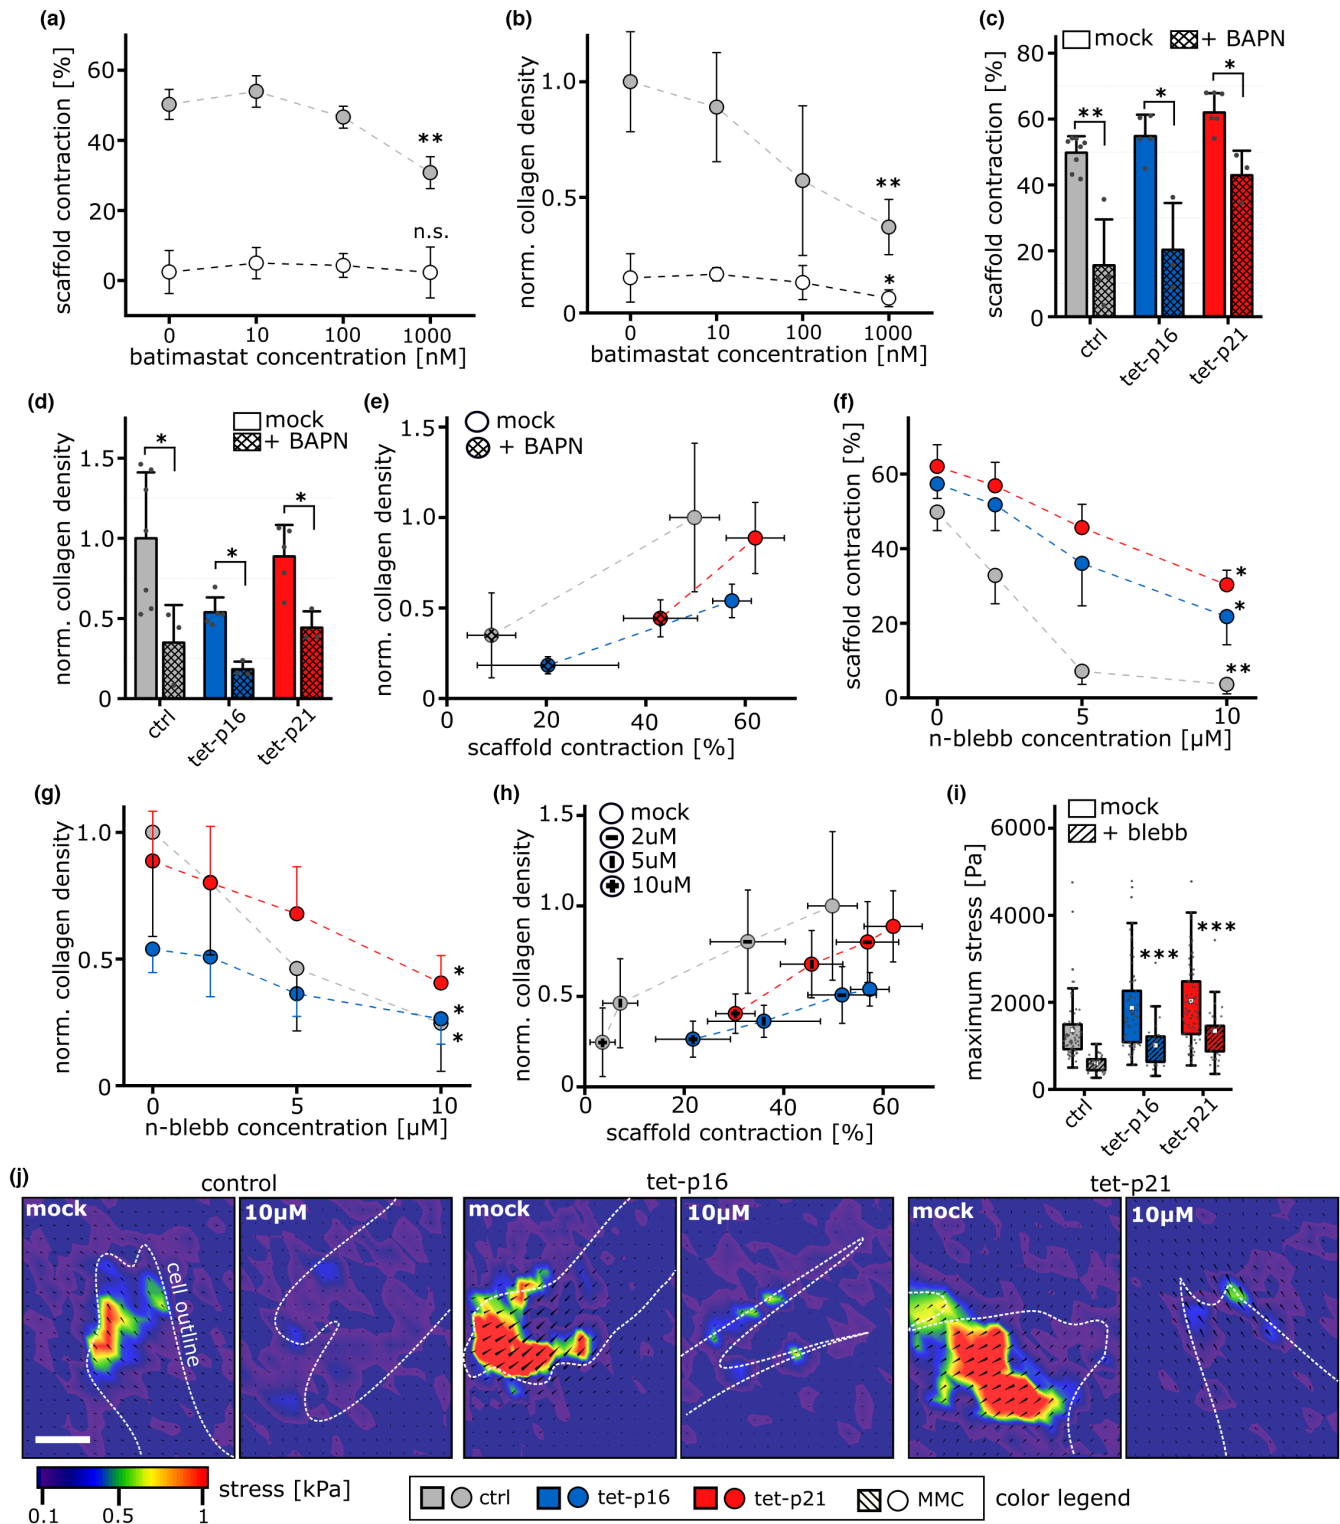 (a)
scaffold contraction [%]
60
40
20
0
**
n.s.
0 10 100 1000
batimastat concentration [nM]
(b)
norm. collagen density
1.0
0.5
0
**
*
0 10 100 1000
batimastat concentration [nM]
(c)
mock + BAPN
scaffold contraction [%]
80
60
40
20
0
** * *
ctrl tet-p16 tet-p21
(d)
mock
+ BAPN
norm. collagen density
1.5
1.0
0.5
0
* * *
ctrl tet-p16 tet-p21
(e)
mock
+ BAPN
norm. collagen density
1.5
1.0
0.5
0
0 20 40 60
scaffold contraction [%]
(f)
scaffold contraction [%]
60
40
20
0
*
*
**
0 5 10
n-blebb concentration [μM]
(g)
norm. collagen density
1.0
0.5
0
*
*
*
0 5 10
n-blebb concentration [μM]
(h)
mock
2uM
5uM
10uM
norm. collagen density
1.5
1.0
0.5
0
0 20 40 60
scaffold contraction [%]
(i)
mock
+ blebb
maximum stress [Pa]
6000
4000
2000
0
*** ***
ctrl tet-p16 tet-p21
(j)
control tet-p16 tet-p21
mock 10μM mock 10μM mock 10μM
cell outline
0.1 0.5 1
stress [kPa]
ctrl tet-p16 tet-p21 MMC color legend